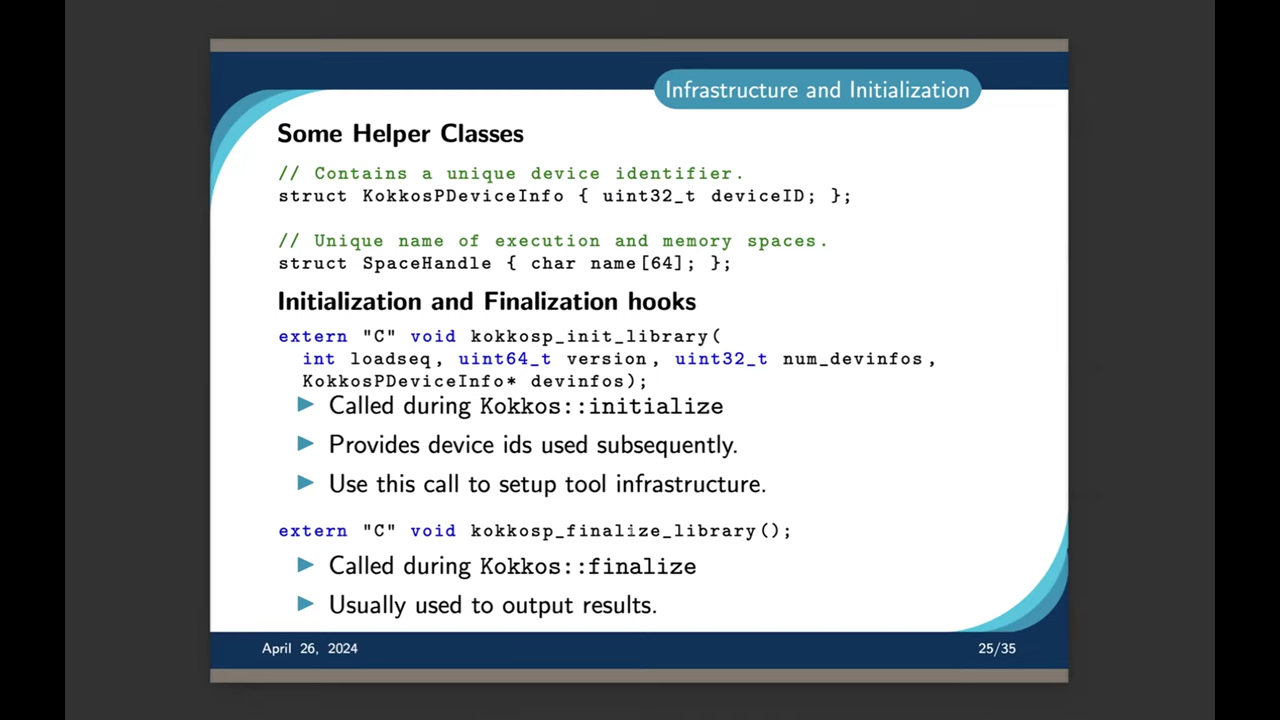 Infrastructure and Initialization
Some Helper Classes
// Contains a unique device identifier.
struct KokkosPDeviceInfo { uint32_t deviceID; };
// Unique name of execution and memory spaces.
struct SpaceHandle { char name[64]; };
Initialization and Finalization hooks
extern "C" void kokkosp_init_library(
int loadseq, uint64_t version, uint32_t num_devinfos,
KokkosPDeviceInfo* devinfos);
▶ Called during Kokkos::initialize
▶ Provides device ids used subsequently.
▶ Use this call to setup tool infrastructure.
extern "C" void kokkosp_finalize_library();
▶ Called during Kokkos::finalize
▶ Usually used to output results.
April 26, 2024 25/35